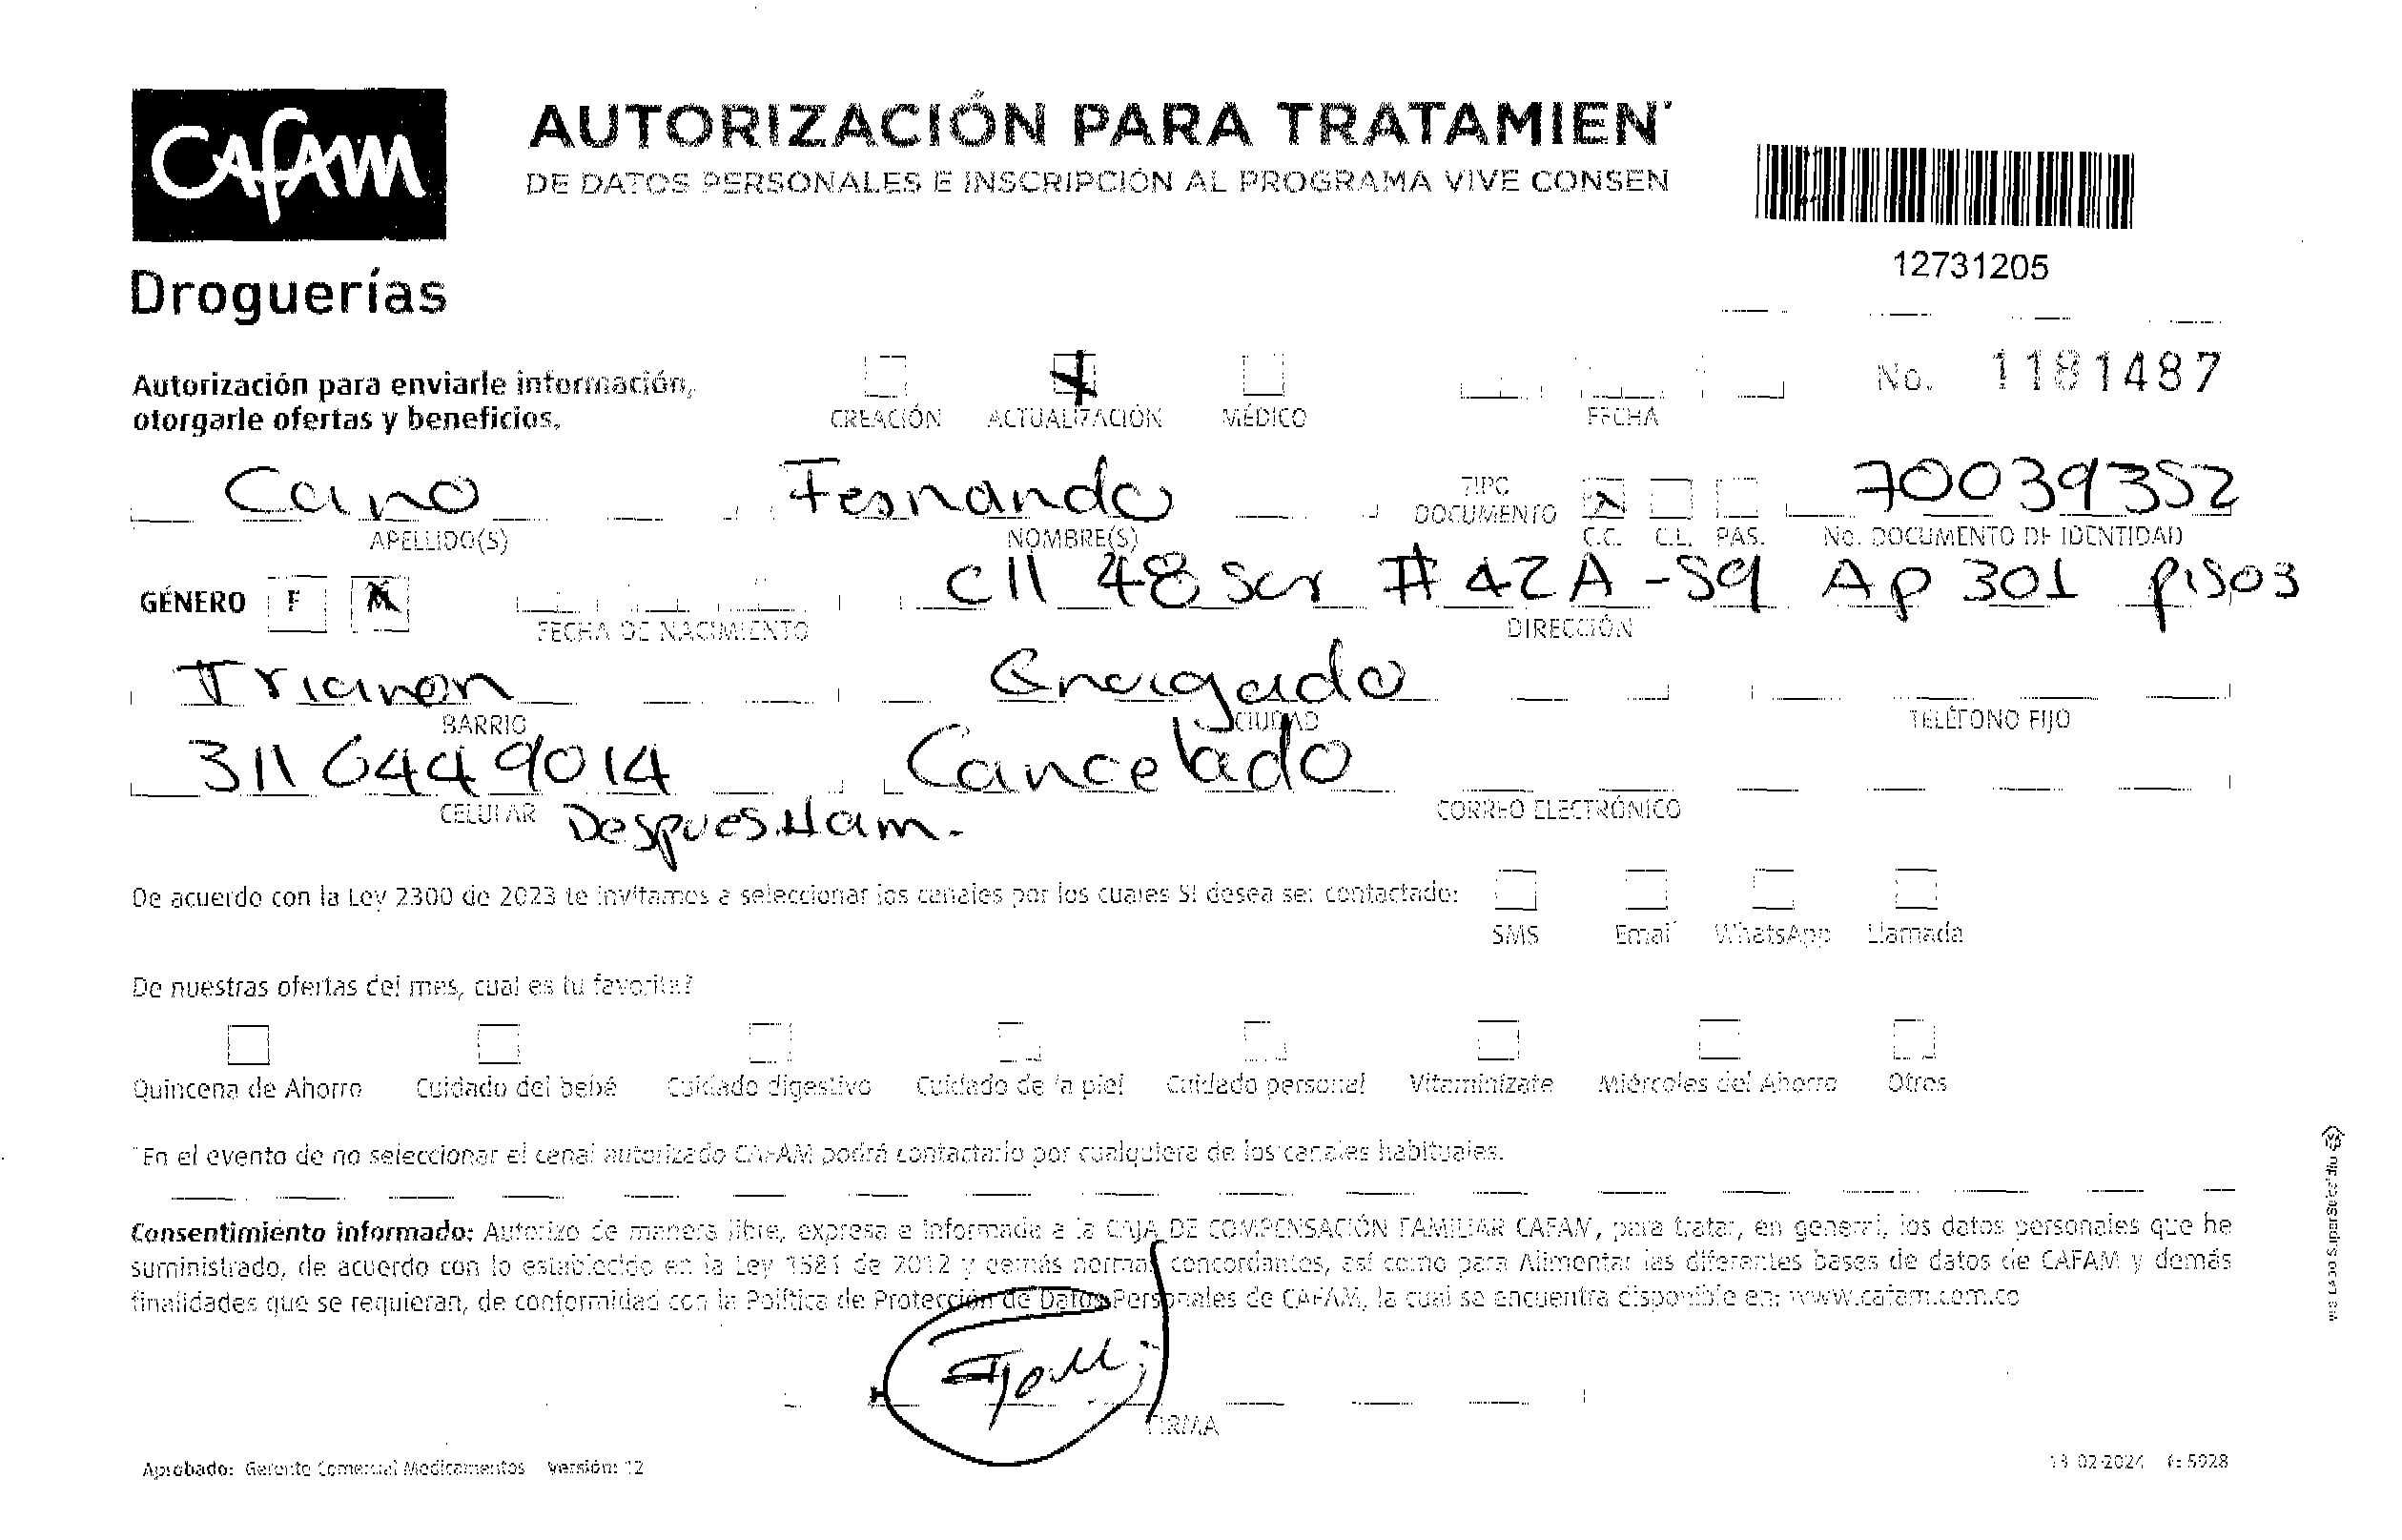 CAFAM
Droguerías
AUTORIZACIÓN PARA TRATAMIEN
DE DATOS PERSONALES E INSCRIPCIÓN AL PROGRAMA VIVE CONSEN
12731205
Autorización para enviarle información,
otorgarle ofertas y beneficios.
CREACIÓN ACTUALIZACIÓN MÉDICO FECHA No. 1181487
Cano Fernando TIPO DOCUMENTO X 70039352
APELLIDO(S) NOMBRE(S) C.C. C.E. PAS. No. DOCUMENTO DE IDENTIDAD
GÉNERO F M cll 48 sur # 42A - 59 Ap 301 piso3
FECHA DE NACIMIENTO DIRECCIÓN
Trianon Envigado
BARRIO CIUDAD TELÉFONO FIJO
311 6449014 Cancelado
CELULAR Despues.11am. CORREO ELECTRÓNICO
De acuerdo con la Ley 2300 de 2023 te invitamos a seleccionar los canales por los cuales SI desea ser contactado:
SMS Email WhatsApp Llamada
De nuestras ofertas del mes, cual es tu favorita?
Quincena de Ahorro Cuidado del bebé Cuidado digestivo Cuidado de la piel Cuidado personal Vitaminízate Miércoles del Ahorro Otros
*En el evento de no seleccionar el canal autorizado CAFAM podrá contactarlo por cualquiera de los canales habituales.
Consentimiento informado: Autorizo de manera libre, expresa e informada a la CAJA DE COMPENSACIÓN FAMILIAR CAFAM, para tratar, en general, los datos personales que he
suministrado, de acuerdo con lo establecido en la Ley 1581 de 2012 y demás normas concordantes, así como para Alimentar las diferentes bases de datos de CAFAM y demás
finalidades que se requieran, de conformidad con la Política de Protección de Datos Personales de CAFAM, la cual se encuentra disponible en: www.cafam.com.co
FIRMA
Aprobado: Gerente Comercial Medicamentos Versión: 12
13-02-2024 F: 5928